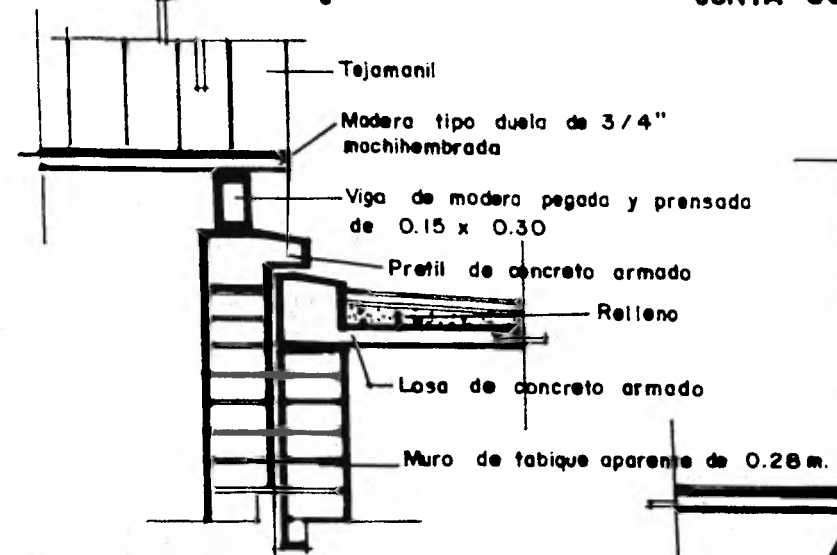 JUNTA
Tejamanil
Madera tipo duela de 3/4"
machihembrada
Viga de madera pegada y prensada
de 0.15 x 0.30
Pretil de concreto armado
Relleno
Losa de concreto armado
Muro de tabique aparente de 0.28 m.